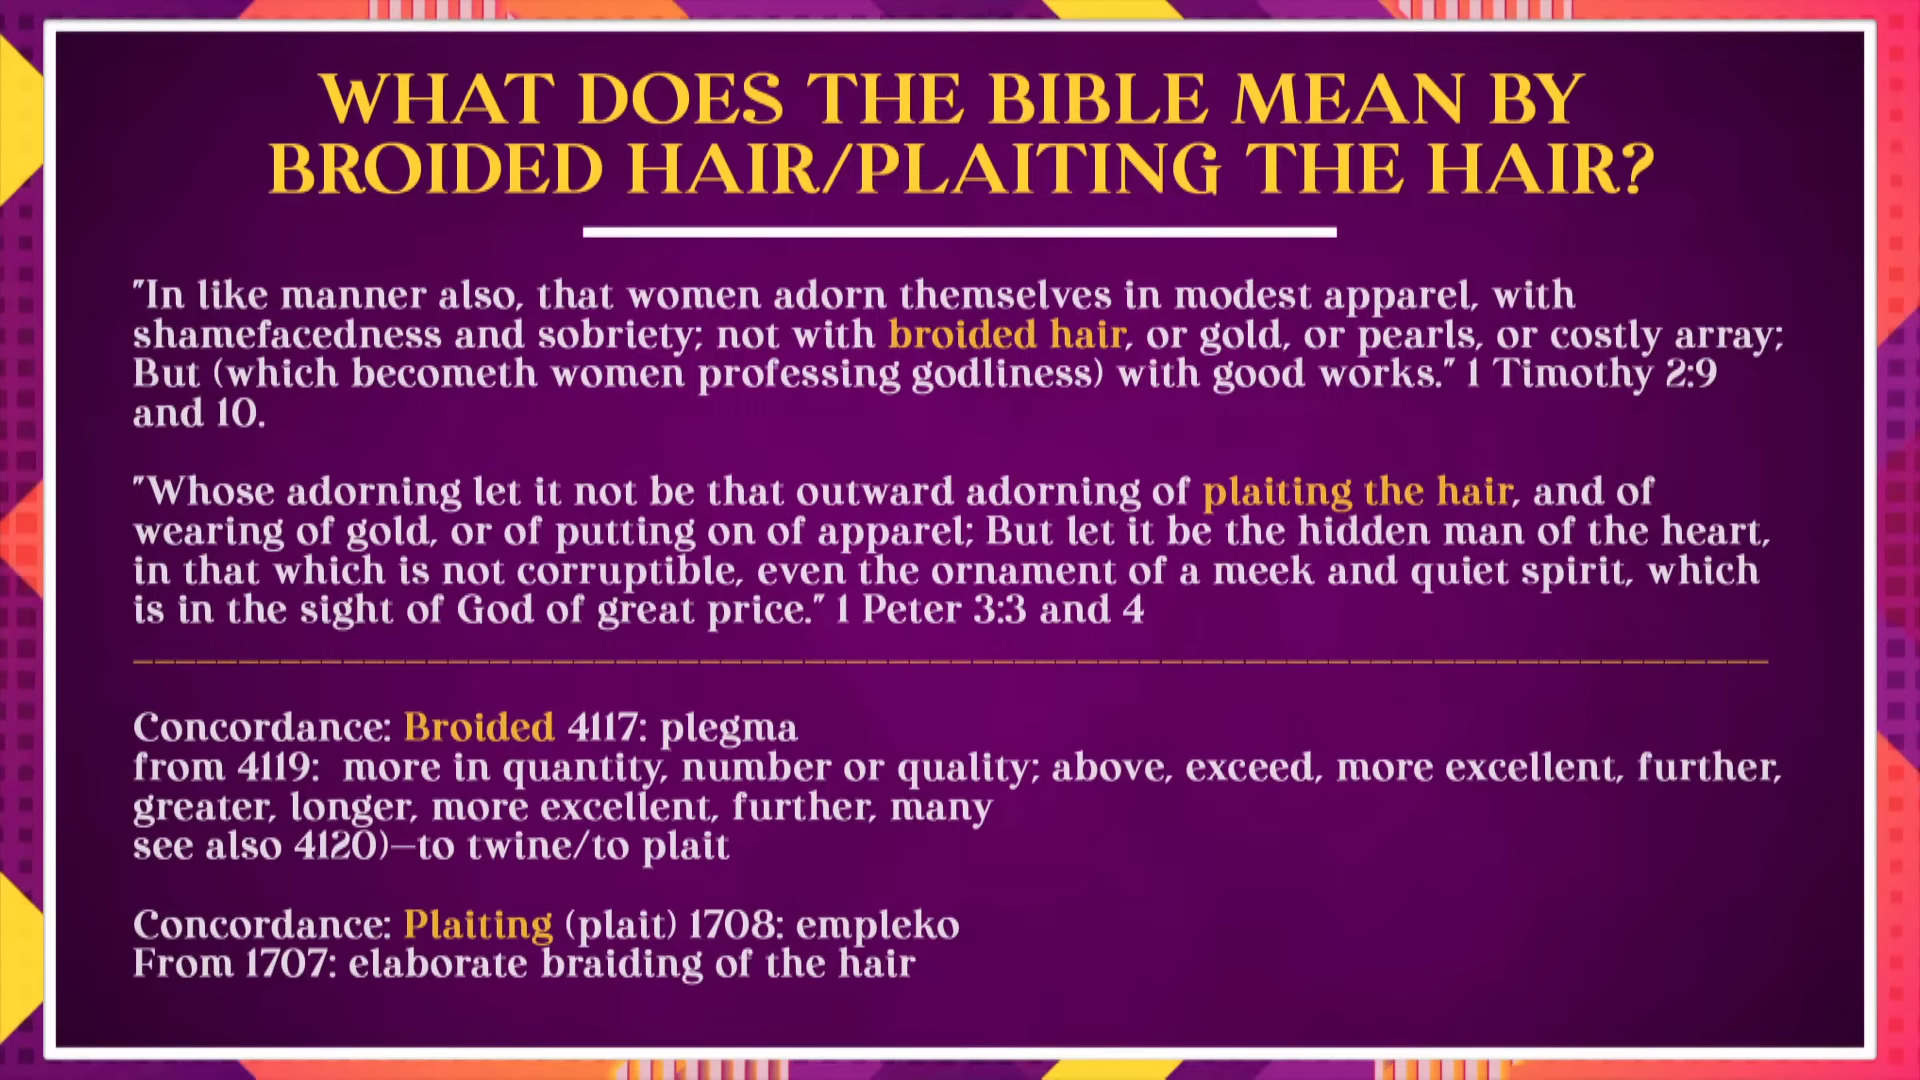 WHAT DOES THE BIBLE MEAN BY
BROIDED HAIR/PLAITING THE HAIR?
"In like manner also, that women adorn themselves in modest apparel, with
shamefacedness and sobriety; not with broided hair, or gold, or pearls, or costly array;
But (which becometh women professing godliness) with good works." 1 Timothy 2:9
and 10.
"Whose adorning let it not be that outward adorning of plaiting the hair, and of
wearing of gold, or of putting on of apparel; But let it be the hidden man of the heart,
in that which is not corruptible, even the ornament of a meek and quiet spirit, which
is in the sight of God of great price." 1 Peter 3:3 and 4
Concordance: Broided 4117: plegma
from 4119:  more in quantity, number or quality; above, exceed, more excellent, further,
greater, longer, more excellent, further, many
see also 4120)—to twine/to plait
Concordance: Plaiting (plait) 1708: empleko
From 1707: elaborate braiding of the hair